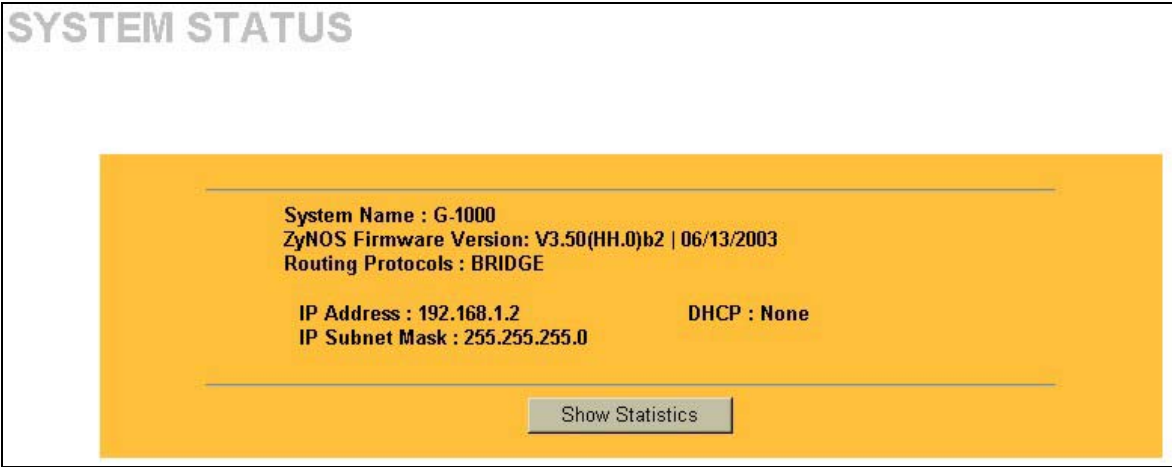 SYSTEM STATUS
System Name : G-1000
ZyNOS Firmware Version: V3.50(HH.0)b2 | 06/13/2003
Routing Protocols : BRIDGE
IP Address : 192.168.1.2 DHCP : None
IP Subnet Mask : 255.255.255.0
Show Statistics